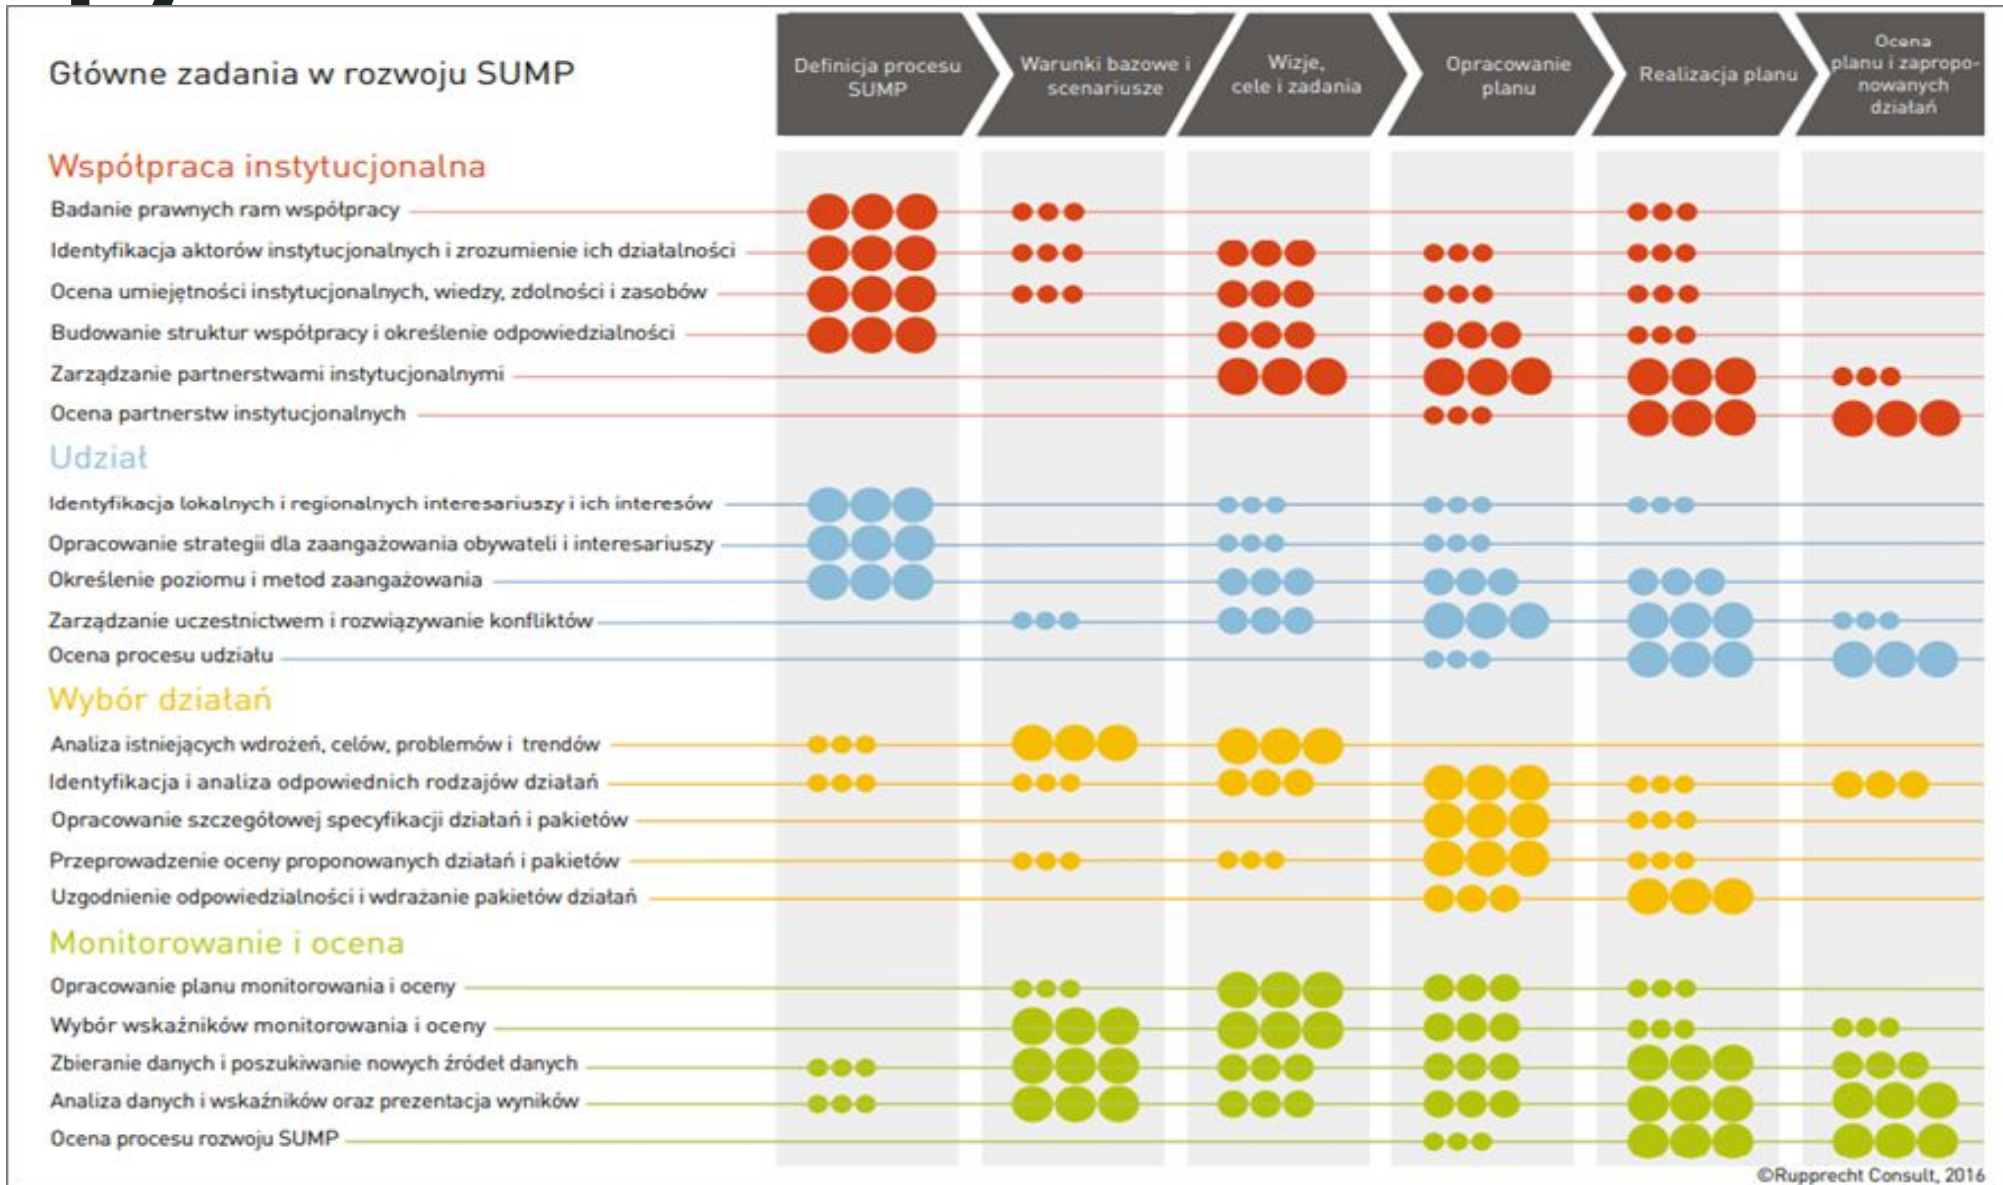 Główne zadania w rozwoju SUMP
Definicja procesu
SUMP
Warunki bazowe i
scenariusze
Wizje,
cele i zadania
Opracowanie
planu
Realizacja planu
Ocena
planu i zapropo-
nowanych
działań
Współpraca instytucjonalna
Badanie prawnych ram współpracy
Identyfikacja aktorów instytucjonalnych i zrozumienie ich działalności
Ocena umiejętności instytucjonalnych, wiedzy, zdolności i zasobów
Budowanie struktur współpracy i określenie odpowiedzialności
Zarządzanie partnerstwami instytucjonalnymi
Ocena partnerstw instytucjonalnych
Udział
Identyfikacja lokalnych i regionalnych interesariuszy i ich interesów
Opracowanie strategii dla zaangażowania obywateli i interesariuszy
Określenie poziomu i metod zaangażowania
Zarządzanie uczestnictwem i rozwiązywanie konfliktów
Ocena procesu udziału
Wybór działań
Analiza istniejących wdrożeń, celów, problemów i trendów
Identyfikacja i analiza odpowiednich rodzajów działań
Opracowanie szczegółowej specyfikacji działań i pakietów
Przeprowadzenie oceny proponowanych działań i pakietów
Uzgodnienie odpowiedzialności i wdrażanie pakietów działań
Monitorowanie i ocena
Opracowanie planu monitorowania i oceny
Wybór wskaźników monitorowania i oceny
Zbieranie danych i poszukiwanie nowych źródeł danych
Analiza danych i wskaźników oraz prezentacja wyników
Ocena procesu rozwoju SUMP
©Rupprecht Consult, 2016